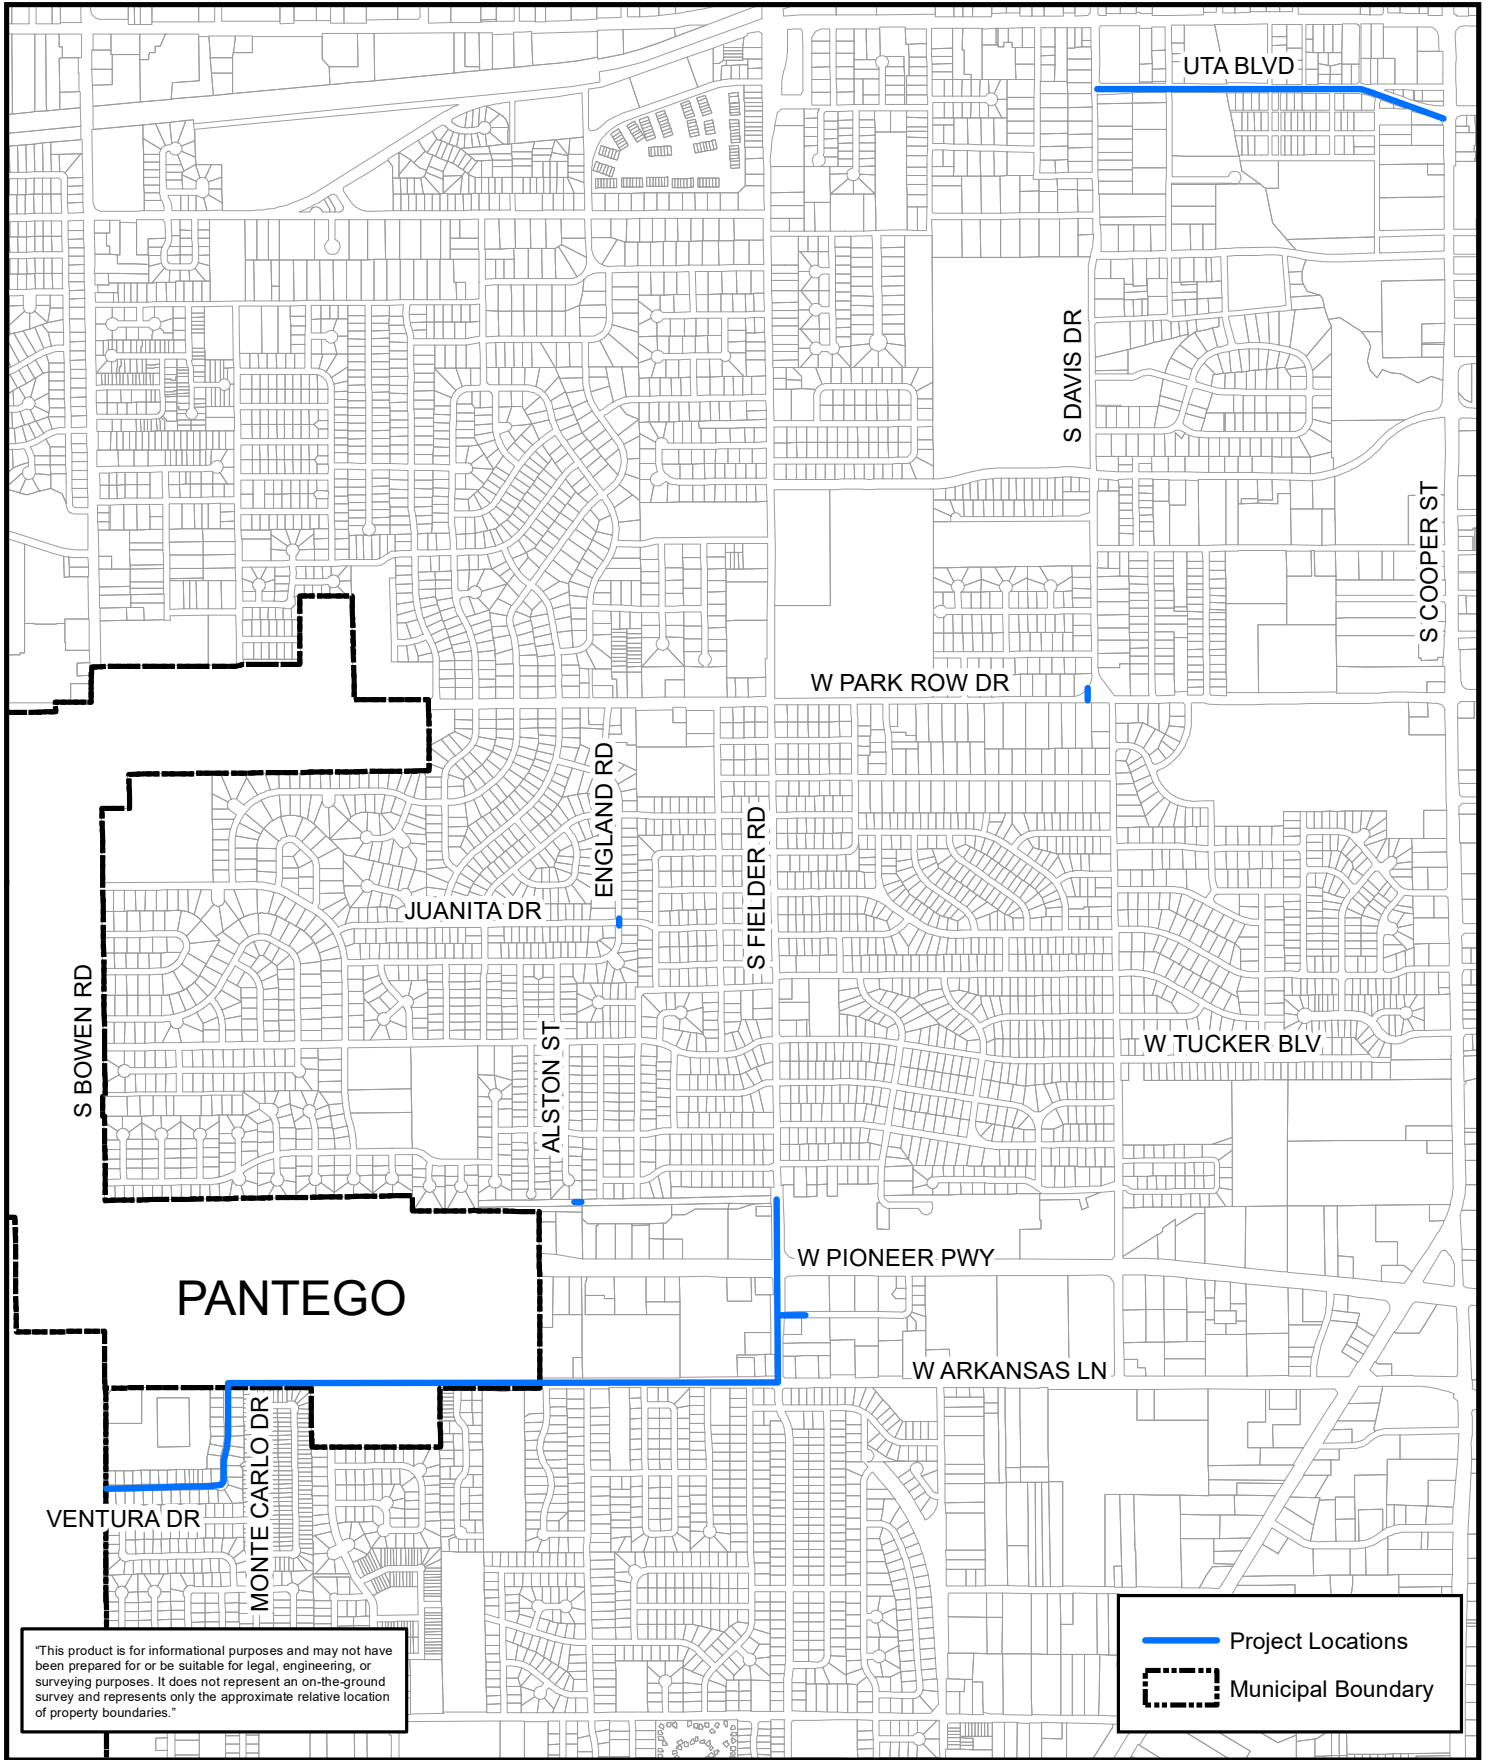 UTA BLVD
S DAVIS DR
S COOPER ST
W PARK ROW DR
ENGLAND RD
S FIELDER RD
JUANITA DR
S BOWEN RD
ALSTON ST
W TUCKER BLV
W PIONEER PWY
PANTEGO
W ARKANSAS LN
MONTE CARLO DR
VENTURA DR
"This product is for informational purposes and may not have
been prepared for or be suitable for legal, engineering, or
surveying purposes. It does not represent an on-the-ground
survey and represents only the approximate relative location
of property boundaries."
Project Locations
Municipal Boundary